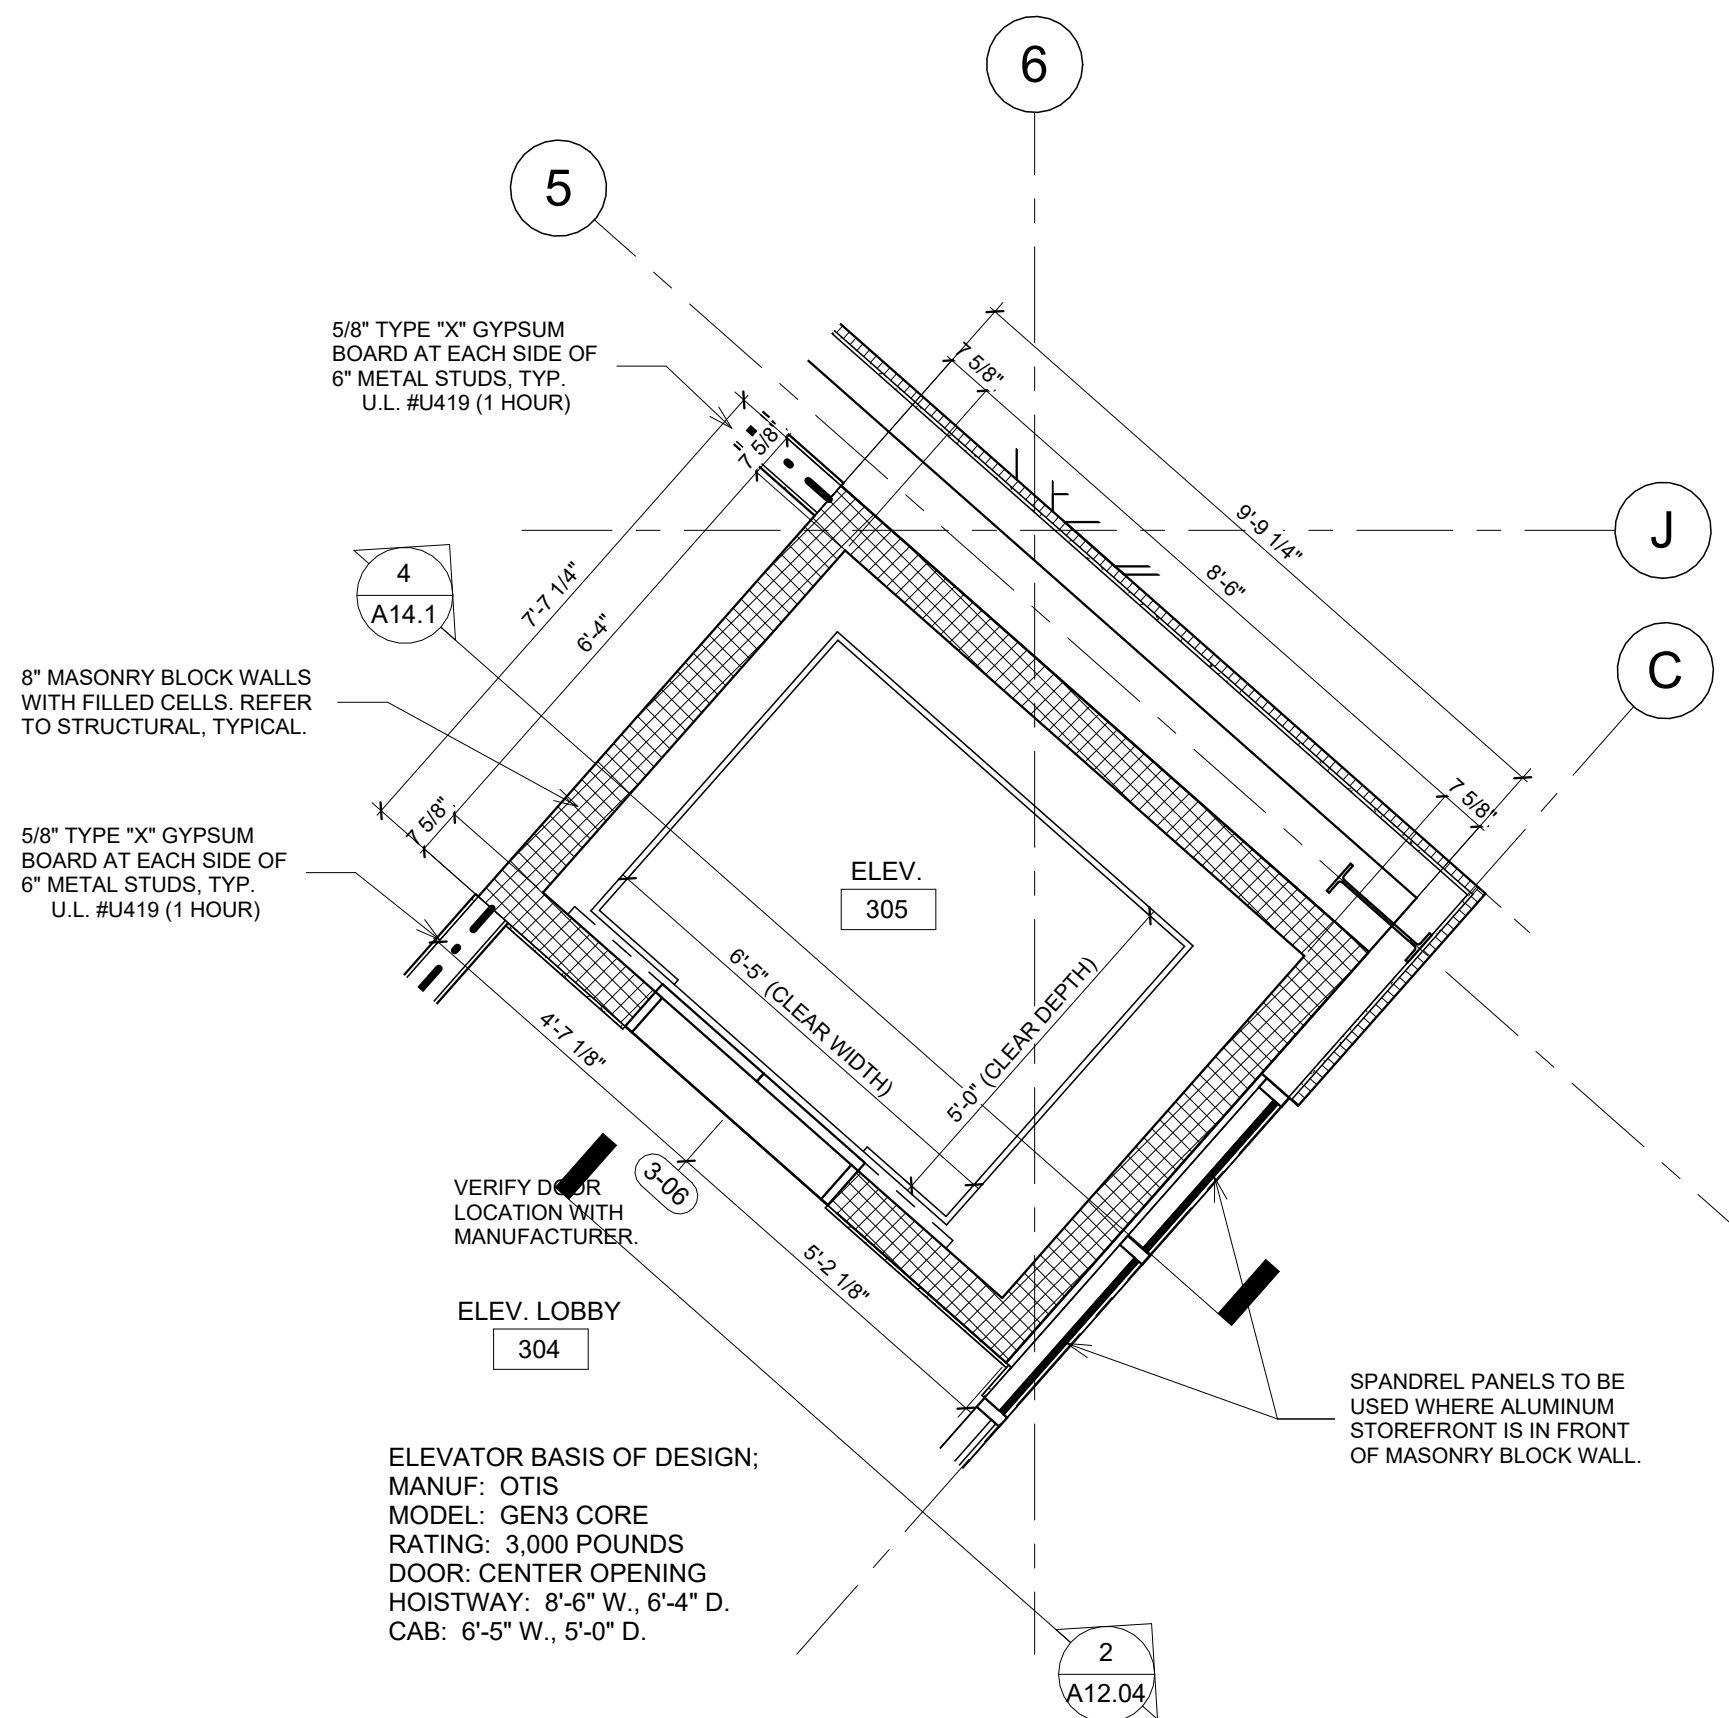 6
5
5/8" TYPE "X" GYPSUM
BOARD AT EACH SIDE OF
6" METAL STUDS, TYP.
U.L. #U419 (1 HOUR)
7 5/8"
7 5/8"
9'-9 1/4"
8'-6"
J
4
A14.1
7'-7 1/4"
6'-4"
C
8" MASONRY BLOCK WALLS
WITH FILLED CELLS. REFER
TO STRUCTURAL, TYPICAL.
7 5/8"
7 5/8"
5/8" TYPE "X" GYPSUM
BOARD AT EACH SIDE OF
6" METAL STUDS, TYP.
U.L. #U419 (1 HOUR)
ELEV.
305
6'-5" (CLEAR WIDTH)
5'-0" (CLEAR DEPTH)
4'-7 1/8"
3-06
VERIFY DOOR
LOCATION WITH
MANUFACTURER.
5'-2 1/8"
ELEV. LOBBY
304
SPANDREL PANELS TO BE
USED WHERE ALUMINUM
STOREFRONT IS IN FRONT
OF MASONRY BLOCK WALL.
ELEVATOR BASIS OF DESIGN;
MANUF: OTIS
MODEL: GEN3 CORE
RATING: 3,000 POUNDS
DOOR: CENTER OPENING
HOISTWAY: 8'-6" W., 6'-4" D.
CAB: 6'-5" W., 5'-0" D.
2
A12.04